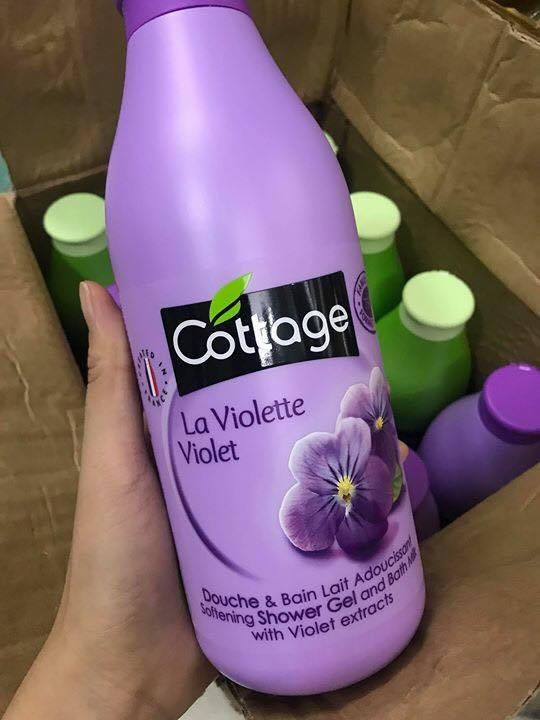 Cottage
La Violette
Violet
Douche & Bain Lait Adoucissant
Softening Shower Gel and Bath Milk
with Violet extracts